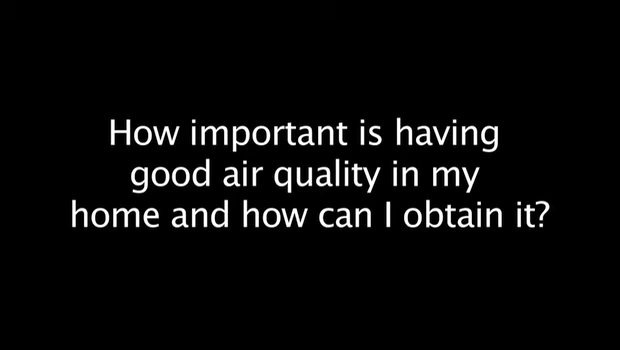 How important is having
good air quality in my
home and how can I obtain it?